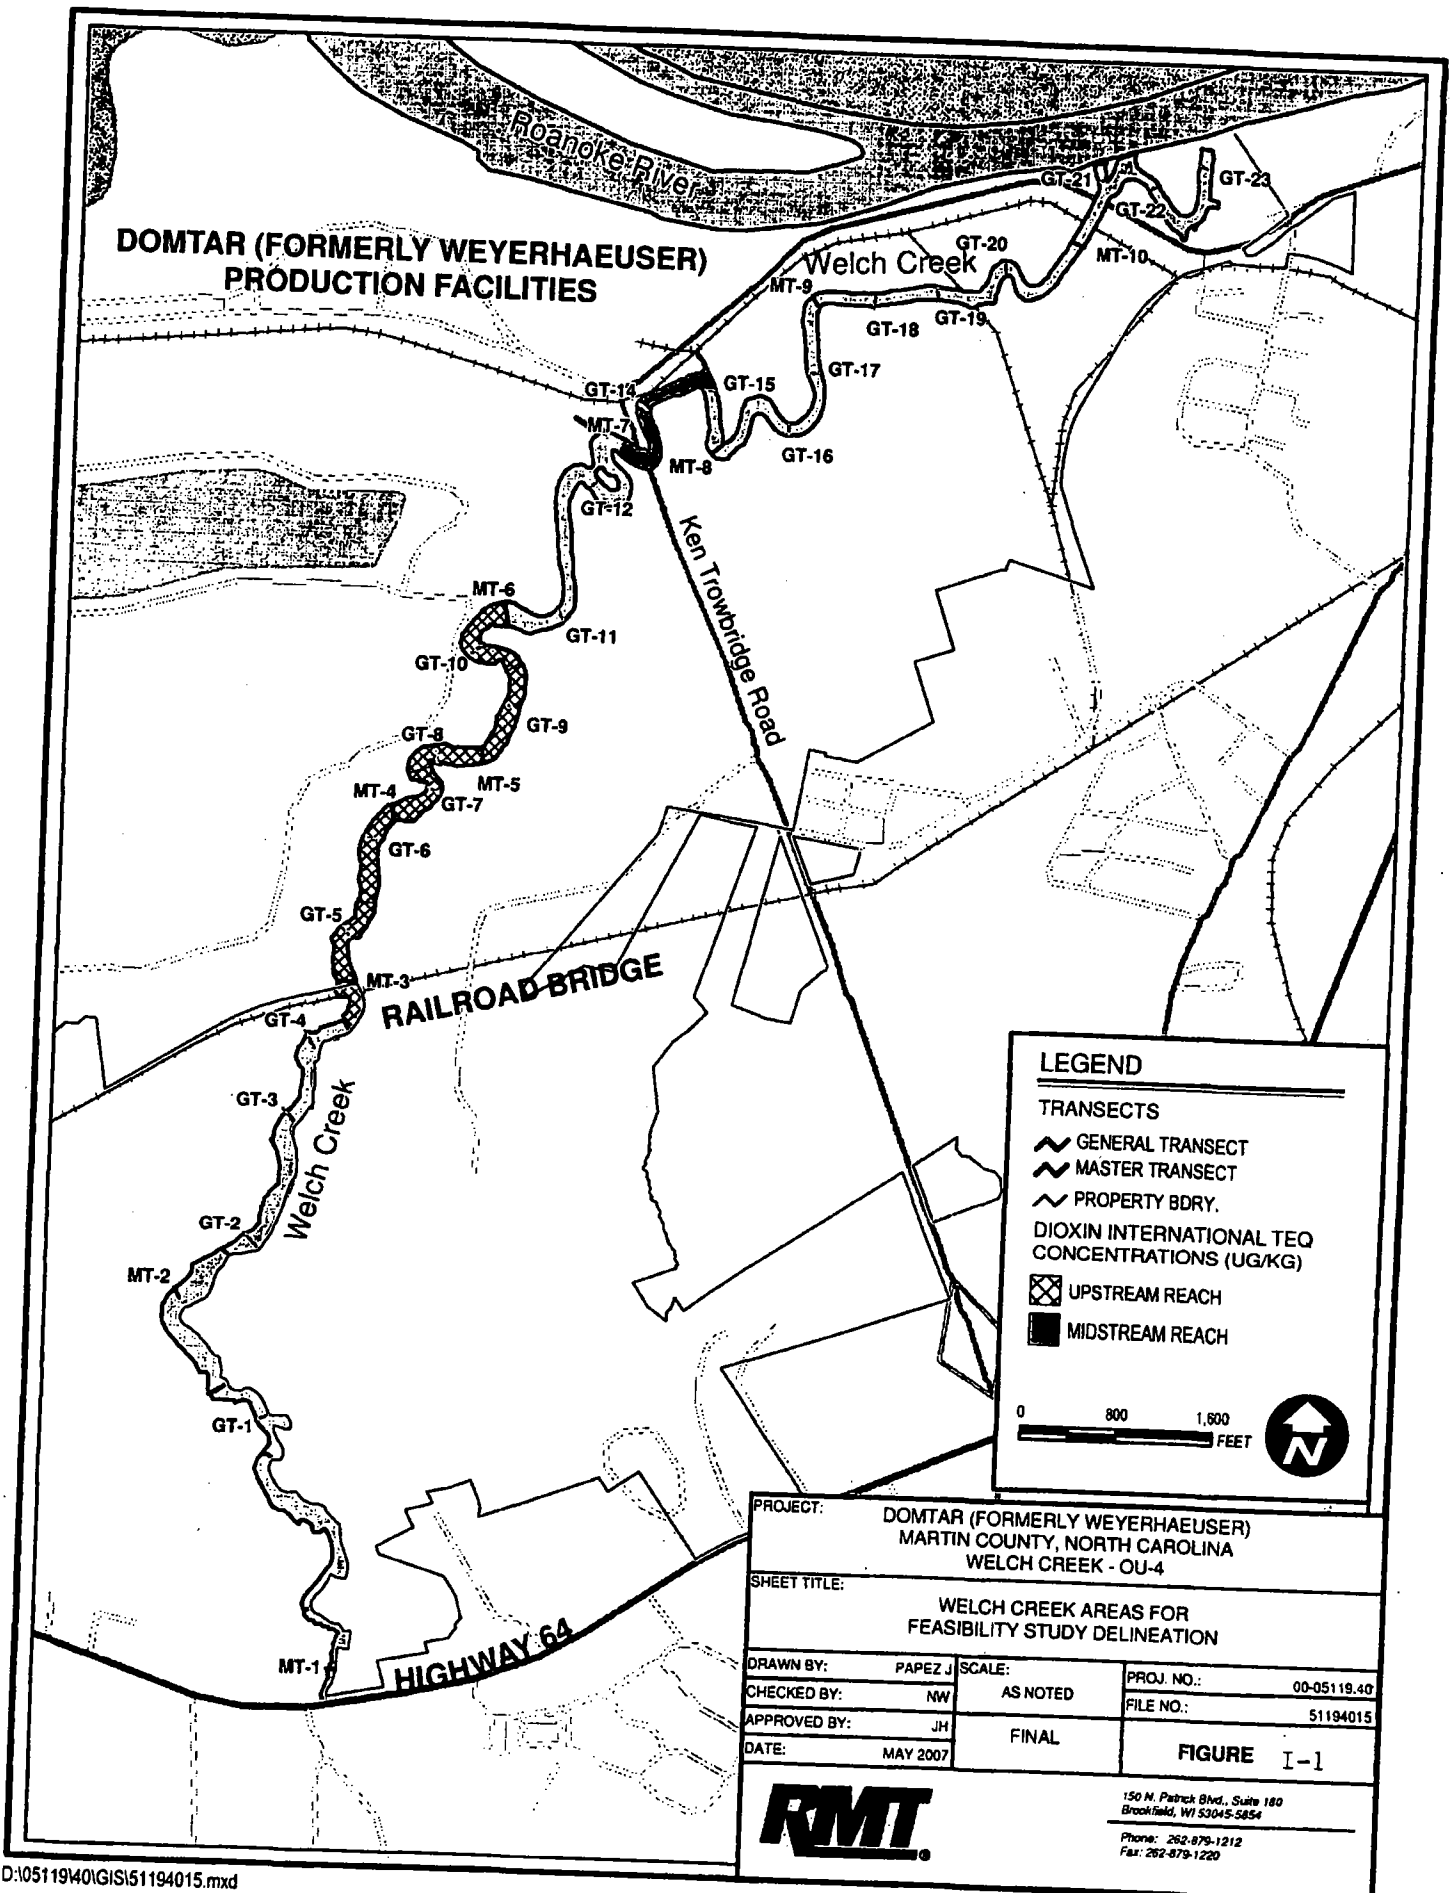 Roanoke River
DOMTAR (FORMERLY WEYERHAEUSER)
PRODUCTION FACILITIES
GT-21
GT-23
GT-22
GT-20
MT-10
Welch Creek
MT-9
GT-18
GT-19
GT-17
GT-14
GT-15
MT-7
GT-16
MT-8
GT-12
Ken Trowbridge Road
MT-6
GT-11
GT-10
GT-9
GT-8
MT-5
MT-4
GT-7
GT-6
GT-5
MT-3
RAILROAD BRIDGE
GT-4
GT-3
Welch Creek
GT-2
MT-2
GT-1
MT-1
HIGHWAY 64
LEGEND
TRANSECTS
GENERAL TRANSECT
MASTER TRANSECT
PROPERTY BDRY.
DIOXIN INTERNATIONAL TEQ
CONCENTRATIONS (UG/KG)
UPSTREAM REACH
MIDSTREAM REACH
0 800 1,600
FEET
N
PROJECT:
DOMTAR (FORMERLY WEYERHAEUSER)
MARTIN COUNTY, NORTH CAROLINA
WELCH CREEK - OU-4
SHEET TITLE:
WELCH CREEK AREAS FOR
FEASIBILITY STUDY DELINEATION
DRAWN BY: PAPEZ J
CHECKED BY: NW
APPROVED BY: JH
DATE: MAY 2007
SCALE:
AS NOTED
FINAL
PROJ. NO.: 00-05119.40
FILE NO.: 51194015
FIGURE I-1
RMT®
150 N. Patrick Blvd., Suite 180
Brookfield, WI 53045-5854
Phone: 262-879-1212
Fax: 262-879-1220
D:\05119\40\GIS\51194015.mxd